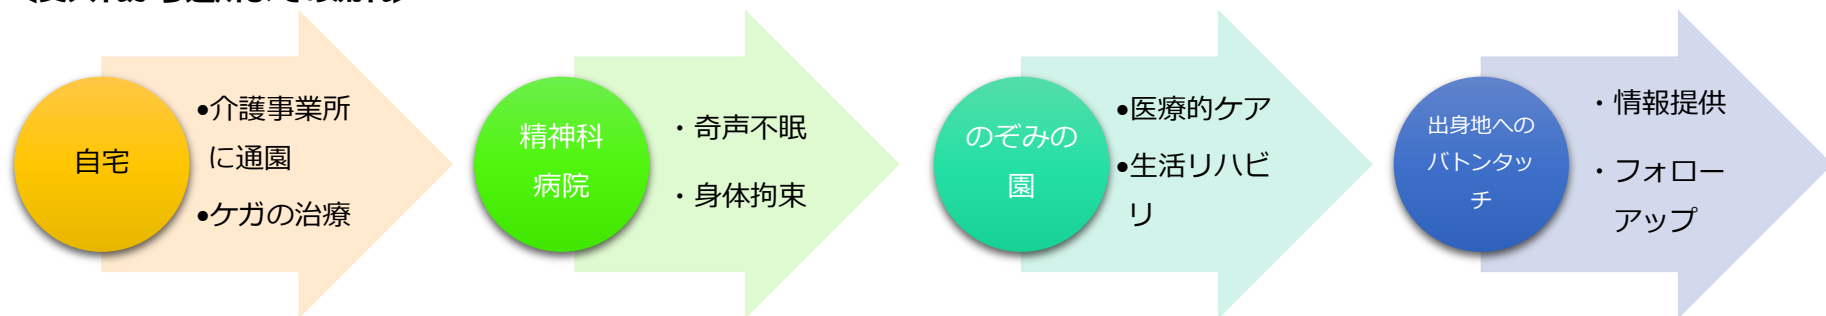 自宅
•介護事業所
に通園
•ケガの治療
精神科
病院
・奇声不眠
・身体拘束
のぞみの
園
•医療的ケア
•生活リハビ
リ
出身地への
バトンタッ
チ
・情報提供
・フォロー
アップ